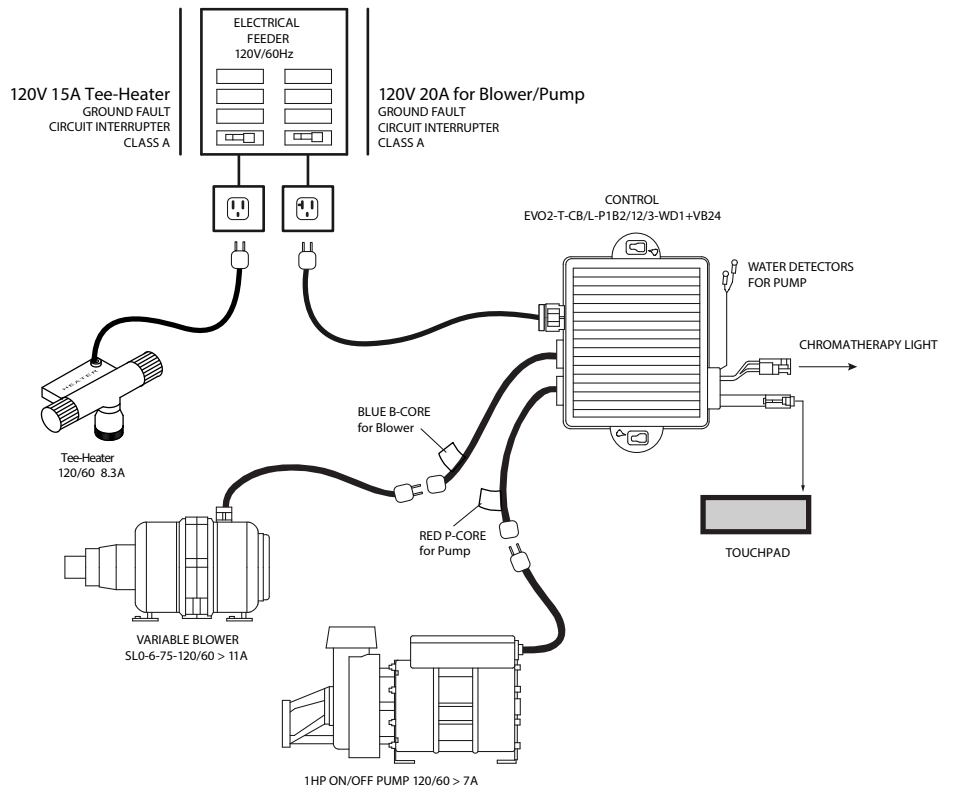 ELECTRICAL
FEEDER
120V/60Hz
120V 15A Tee-Heater
GROUND FAULT
CIRCUIT INTERRUPTER
CLASS A
120V 20A for Blower/Pump
GROUND FAULT
CIRCUIT INTERRUPTER
CLASS A
CONTROL
EVO2-T-CB/L-P1B2/12/3-WD1+VB24
WATER DETECTORS
FOR PUMP
CHROMATHERAPY LIGHT
HEATER
Tee-Heater
120/60 8.3A
BLUE B-CORE
for Blower
RED P-CORE
for Pump
TOUCHPAD
VARIABLE BLOWER
SL0-6-75-120/60 > 11A
1HP ON/OFF PUMP 120/60 > 7A